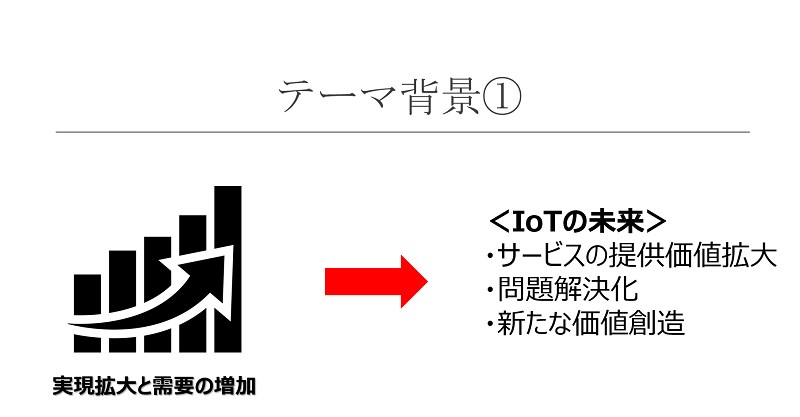 テーマ背景①
＜IoTの未来＞
・サービスの提供価値拡大
・問題解決化
・新たな価値創造
実現拡大と需要の増加